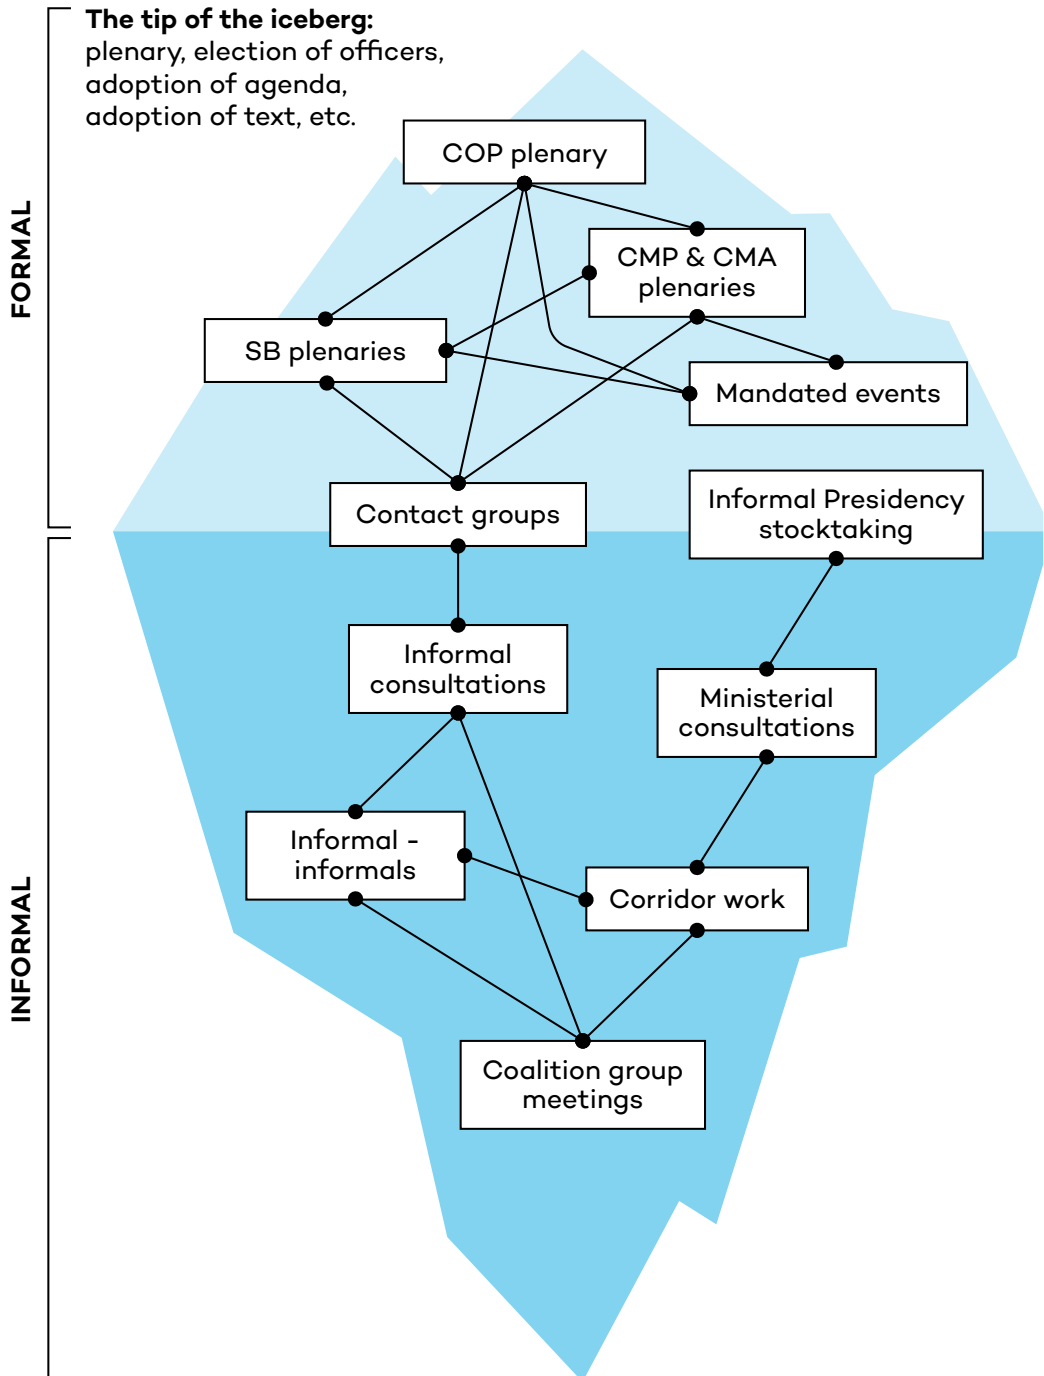 The tip of the iceberg:
plenary, election of officers,
adoption of agenda,
adoption of text, etc.
FORMAL
COP plenary
CMP & CMA
plenaries
SB plenaries
Mandated events
Contact groups
Informal Presidency
stocktaking
INFORMAL
Informal
consultations
Ministerial
consultations
Informal -
informals
Corridor work
Coalition group
meetings